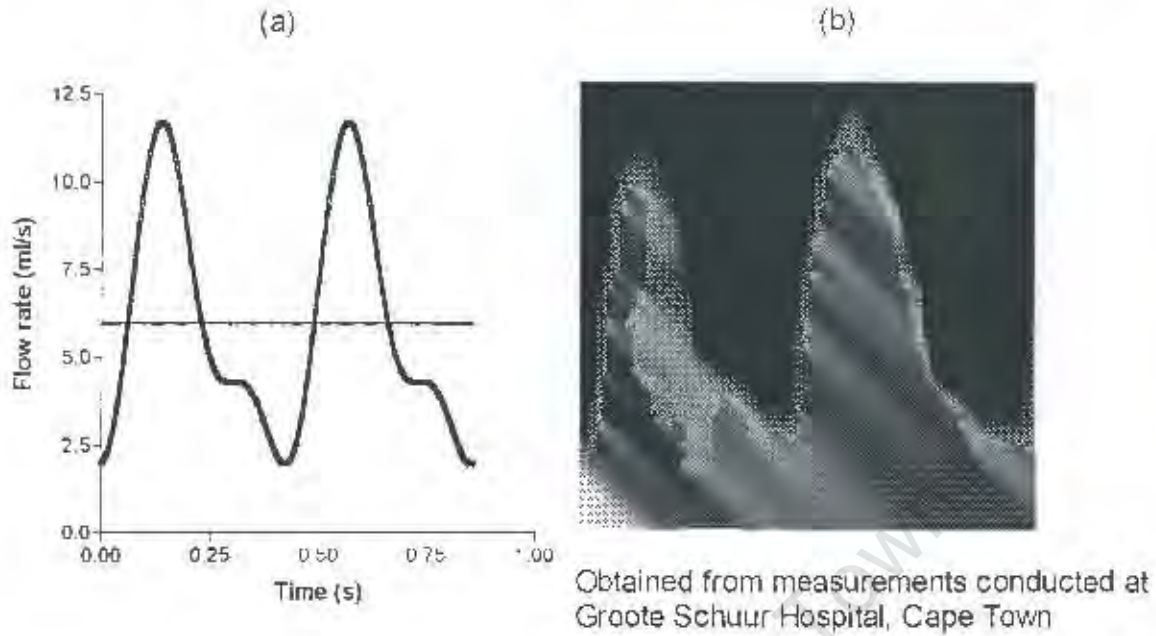 (a)
(b)
12.5
10.0
7.5
5.0
2.5
0.0
Flow rate (ml/s)
0.00
0.25
0.50
0.75
1.00
Time (s)
Obtained from measurements conducted at
Groote Schuur Hospital, Cape Town